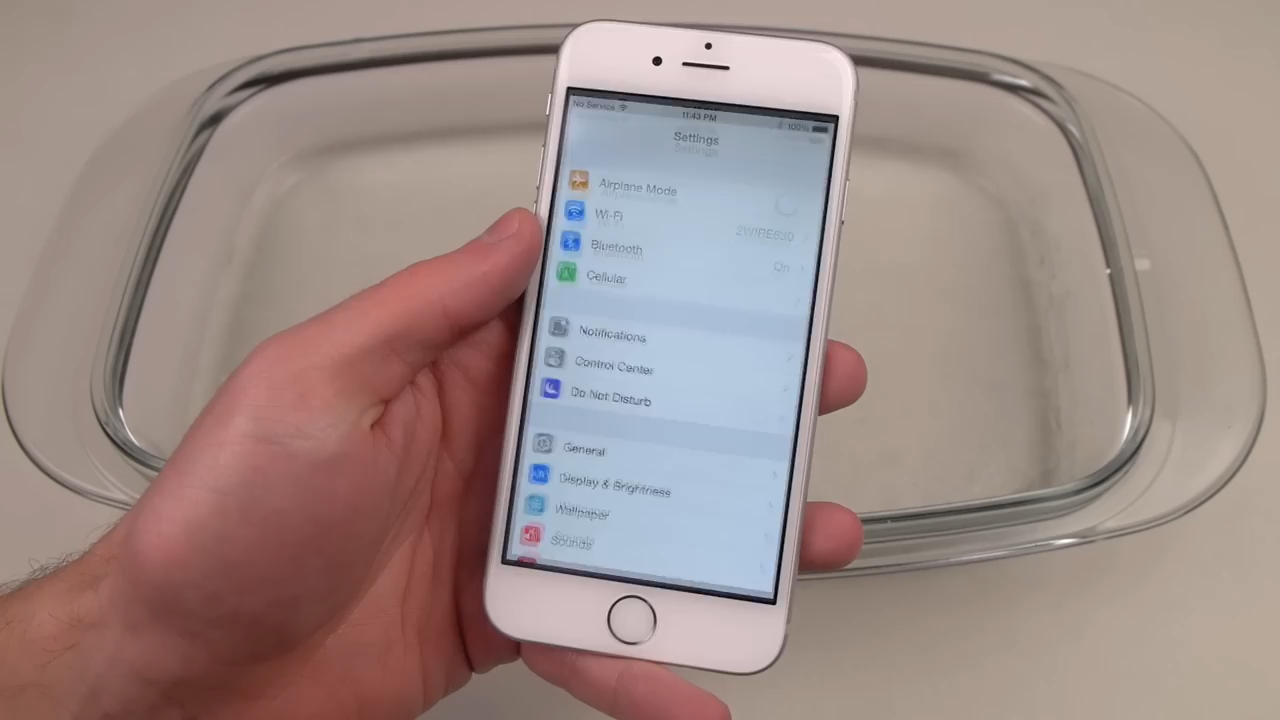 No Service
11:43 PM
100%
Settings
Airplane Mode
Wi-Fi
2WIRE630
Bluetooth
On
Cellular
Notifications
Control Center
Do Not Disturb
General
Display & Brightness
Wallpaper
Sounds